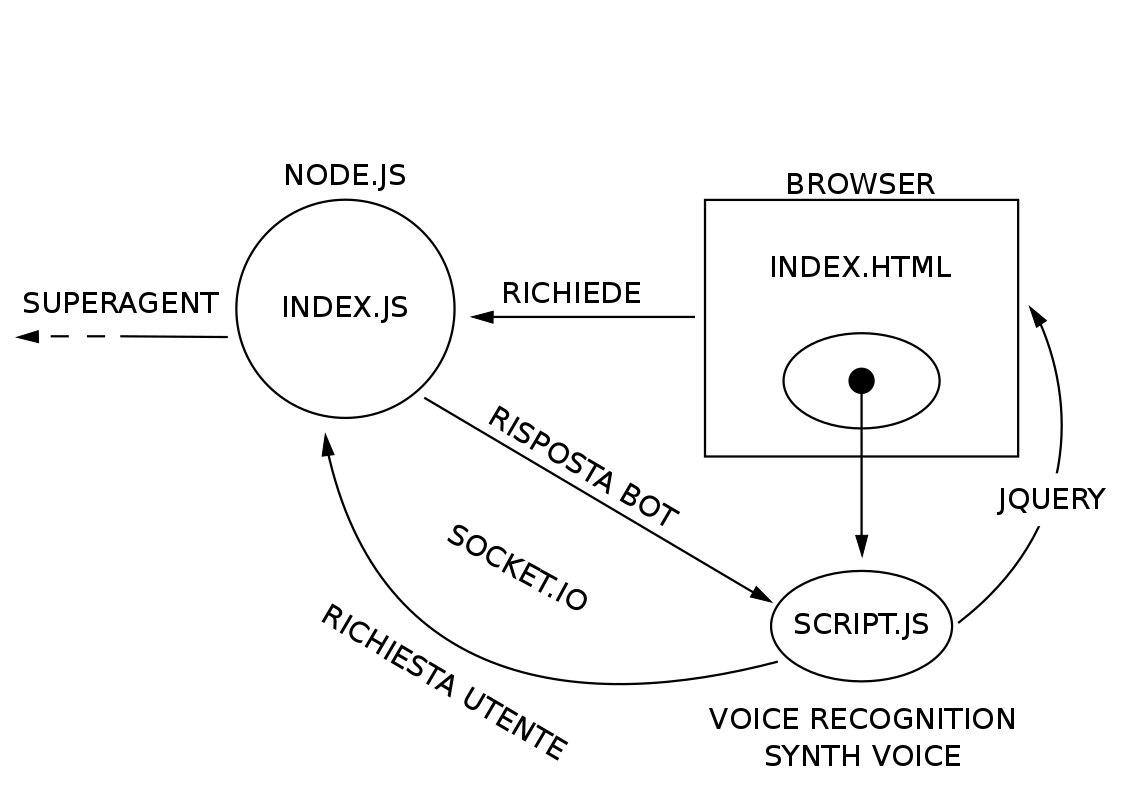 NODE.JS
BROWSER
INDEX.HTML
SUPERAGENT
INDEX.JS
RICHIEDE
RISPOSTA BOT
JQUERY
SOCKET.IO
SCRIPT.JS
RICHIESTA UTENTE
VOICE RECOGNITION
SYNTH VOICE